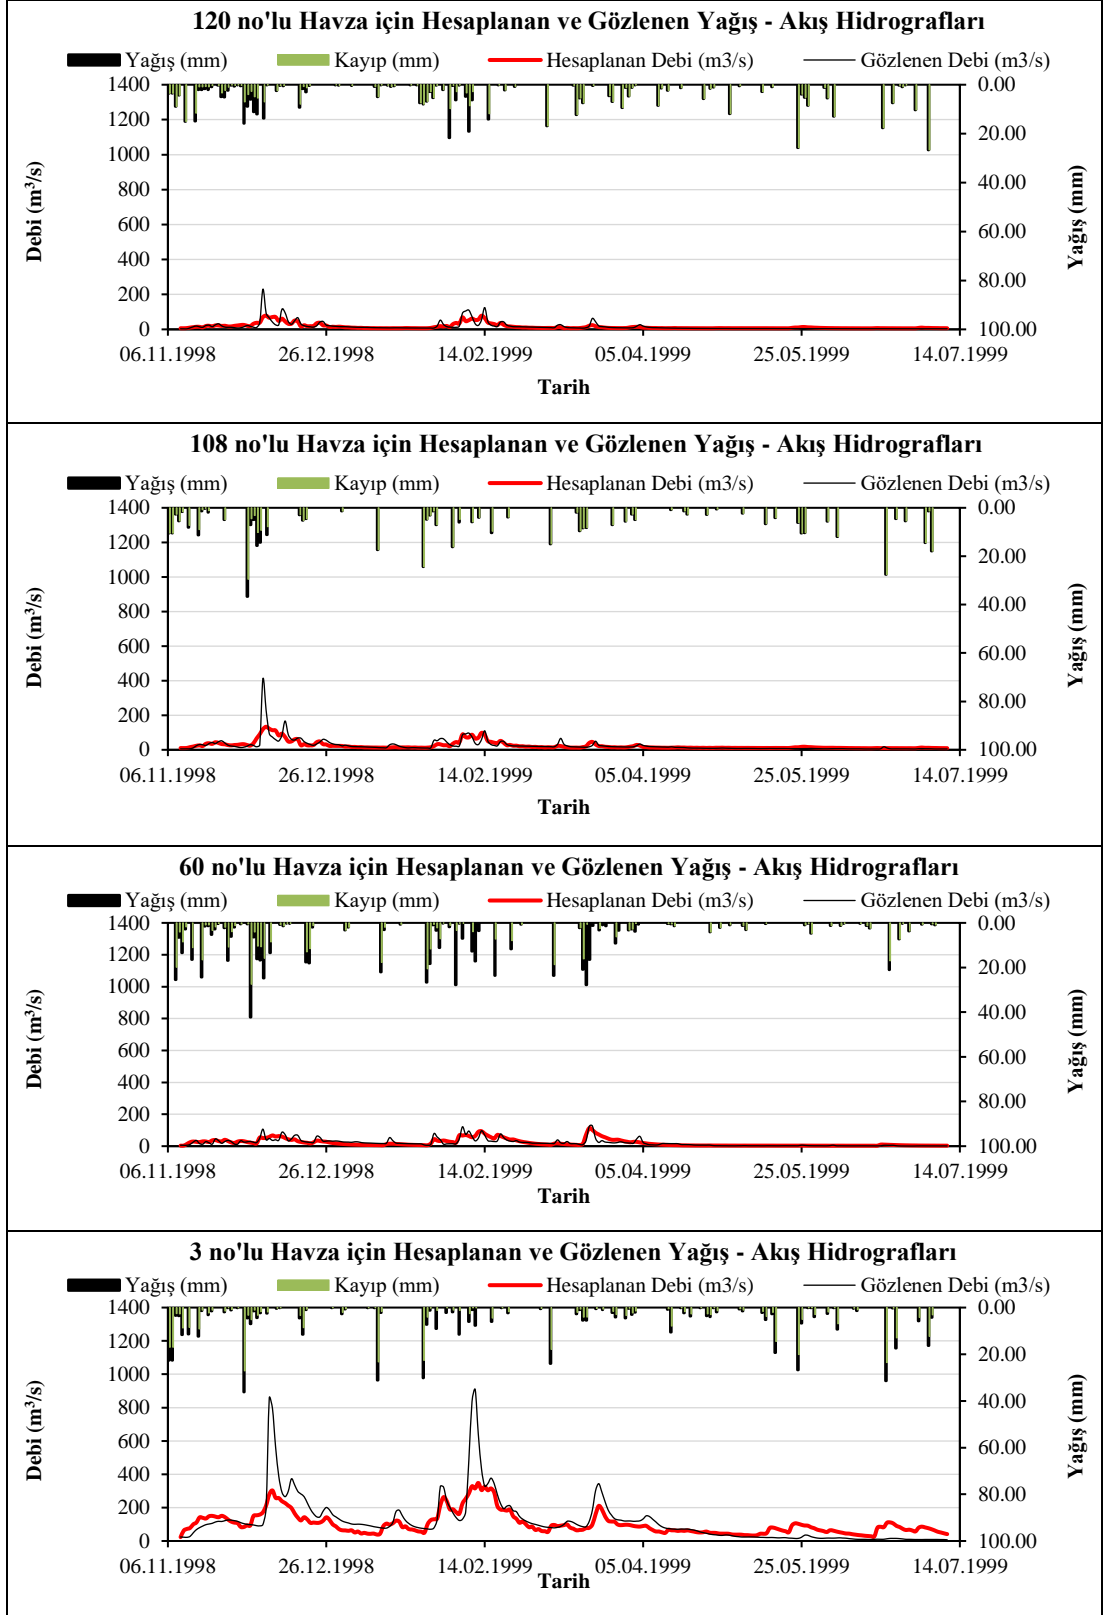 120 no'lu Havza için Hesaplanan ve Gözlenen Yağış - Akış Hidrografları
Yağış (mm) Kayıp (mm) Hesaplanan Debi (m3/s) Gözlenen Debi (m3/s)
1400 0.00
1200 20.00
1000
800 40.00
600 60.00
400
200 80.00
0 100.00
Debi (m³/s)
Yağış (mm)
06.11.1998 26.12.1998 14.02.1999 05.04.1999 25.05.1999 14.07.1999
Tarih
108 no'lu Havza için Hesaplanan ve Gözlenen Yağış - Akış Hidrografları
Yağış (mm) Kayıp (mm) Hesaplanan Debi (m3/s) Gözlenen Debi (m3/s)
1400 0.00
1200 20.00
1000
800 40.00
600 60.00
400
200 80.00
0 100.00
Debi (m³/s)
Yağış (mm)
06.11.1998 26.12.1998 14.02.1999 05.04.1999 25.05.1999 14.07.1999
Tarih
60 no'lu Havza için Hesaplanan ve Gözlenen Yağış - Akış Hidrografları
Yağış (mm) Kayıp (mm) Hesaplanan Debi (m3/s) Gözlenen Debi (m3/s)
1400 0.00
1200 20.00
1000
800 40.00
600 60.00
400
200 80.00
0 100.00
Debi (m³/s)
Yağış (mm)
06.11.1998 26.12.1998 14.02.1999 05.04.1999 25.05.1999 14.07.1999
Tarih
3 no'lu Havza için Hesaplanan ve Gözlenen Yağış - Akış Hidrografları
Yağış (mm) Kayıp (mm) Hesaplanan Debi (m3/s) Gözlenen Debi (m3/s)
1400 0.00
1200 20.00
1000
800 40.00
600 60.00
400
200 80.00
0 100.00
Debi (m³/s)
Yağış (mm)
06.11.1998 26.12.1998 14.02.1999 05.04.1999 25.05.1999 14.07.1999
Tarih